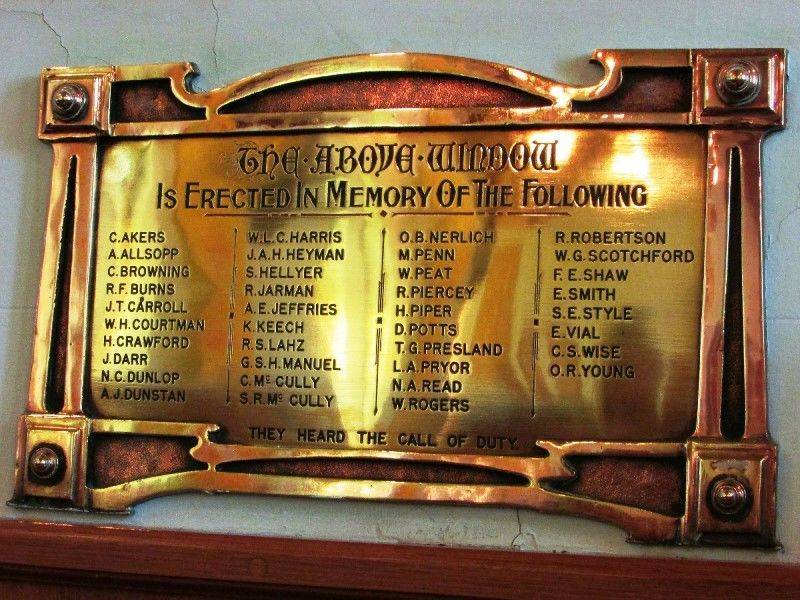 THE · ABOVE · WINDOW
IS ERECTED IN MEMORY OF THE FOLLOWING
C. AKERS
A. ALLSOPP
C. BROWNING
R. F. BURNS
J. T. CARROLL
W. H. COURTMAN
H. CRAWFORD
J. DARR
N. C. DUNLOP
A. J. DUNSTAN
W. L. C. HARRIS
J. A. H. HEYMAN
S. HELLYER
R. JARMAN
A. E. JEFFRIES
K. KEECH
R. S. LAHZ
G. S. H. MANUEL
C. Mc CULLY
S. R. Mc CULLY
O. B. NERLICH
M. PENN
W. PEAT
R. PIERCEY
H. PIPER
D. POTTS
T. G. PRESLAND
L. A. PRYOR
N. A. READ
W. ROGERS
R. ROBERTSON
W. G. SCOTCHFORD
F. E. SHAW
E. SMITH
S. E. STYLE
E. VIAL
C. S. WISE
O. R. YOUNG
THEY HEARD THE CALL OF DUTY.